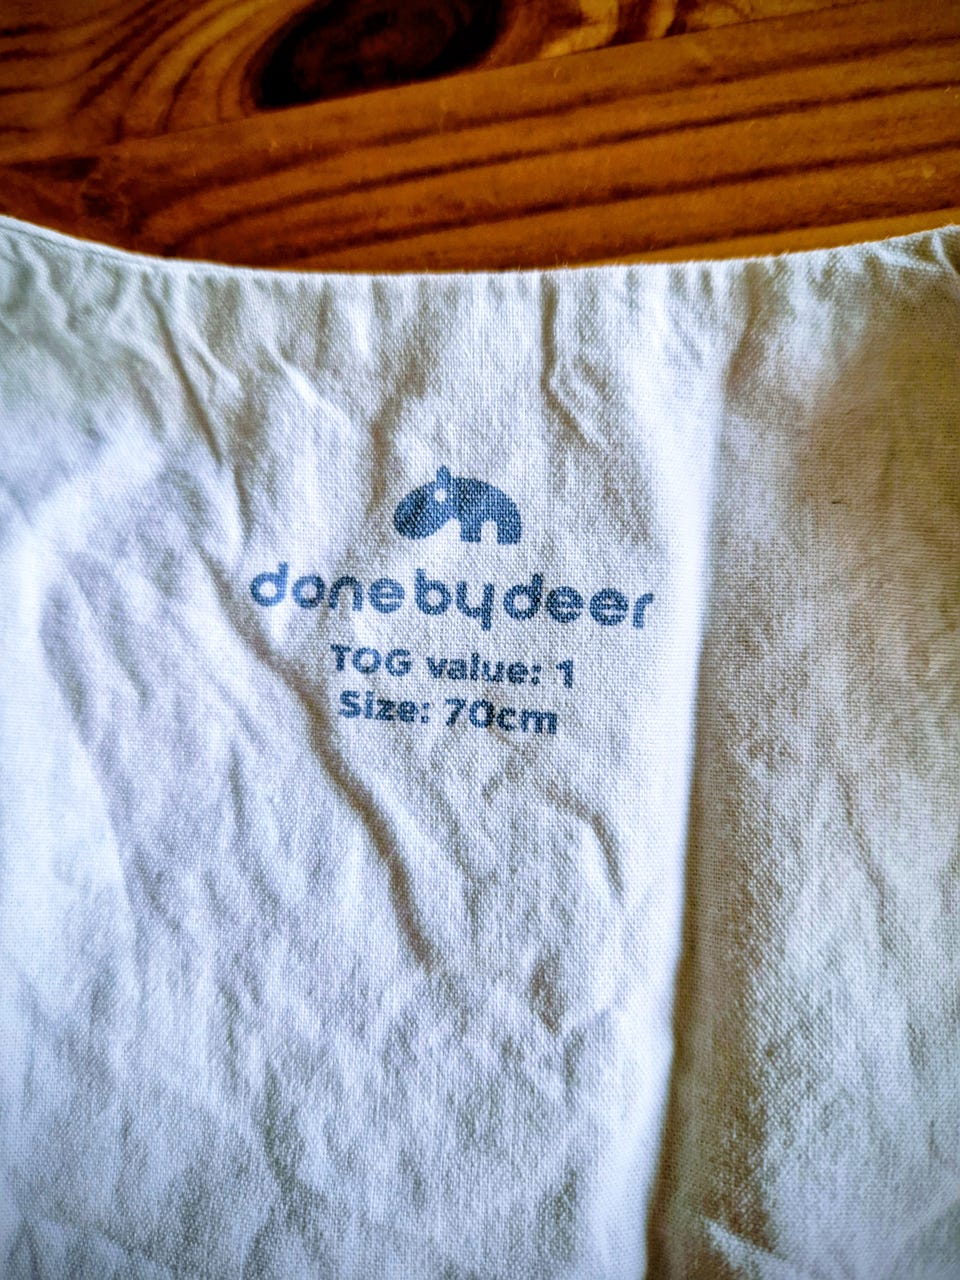 donebydeer
TOG value: 1
Size: 70cm